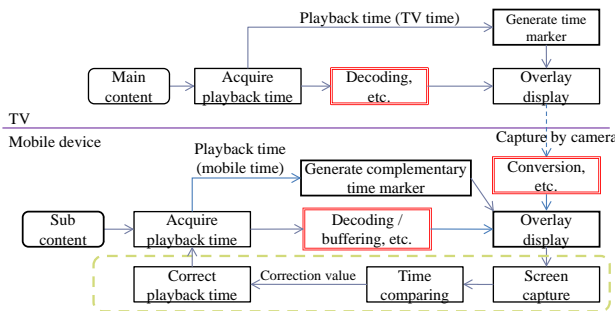 Playback time (TV time)
Generate time
marker
Main
content
Acquire
playback time
Decoding,
etc.
Overlay
display
TV
Mobile device
Capture by camera
Playback time
(mobile time)
Generate complementary
time marker
Conversion,
etc.
Sub
content
Acquire
playback time
Decoding /
buffering, etc.
Overlay
display
Correct
playback time
Correction value
Time
comparing
Screen
capture